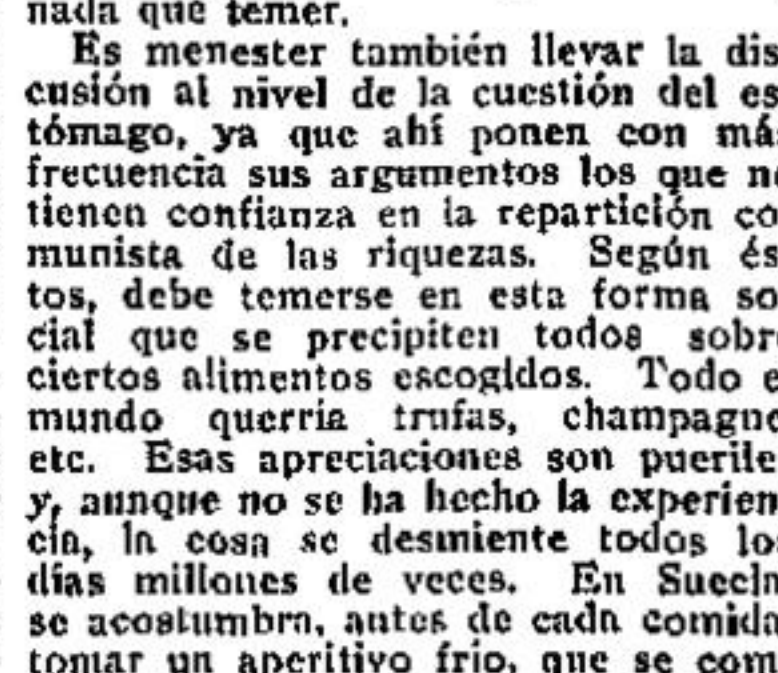 nada que temer.
Es menester también llevar la dis
cusión al nivel de la cuestión del es
tómago, ya que ahí ponen con má
frecuencia sus argumentos los que n
tienen confianza en la repartición co
munista de las riquezas. Según és
tos, debe temerse en esta forma so
cial que se precipiten todos sobr
ciertos alimentos escogidos. Todo e
mundo querría trufas, champagne
etc. Esas apreciaciones son puerile
y, aunque no se ha hecho la experien
cia, la cosa se desmiente todos lo
días millones de veces. En Suecia
se acostumbra, antes de cada comida
tomar un aperitivo frío, que se com